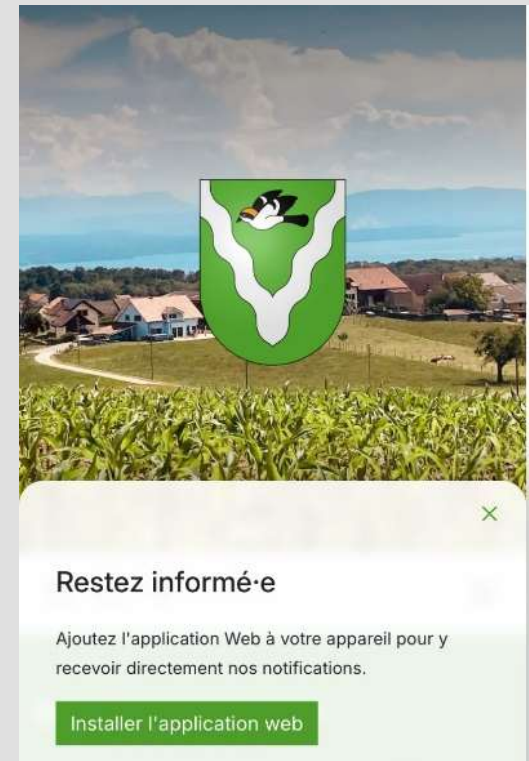 Restez informé·e
Ajoutez l'application Web à votre appareil pour y
recevoir directement nos notifications.
Installer l'application web